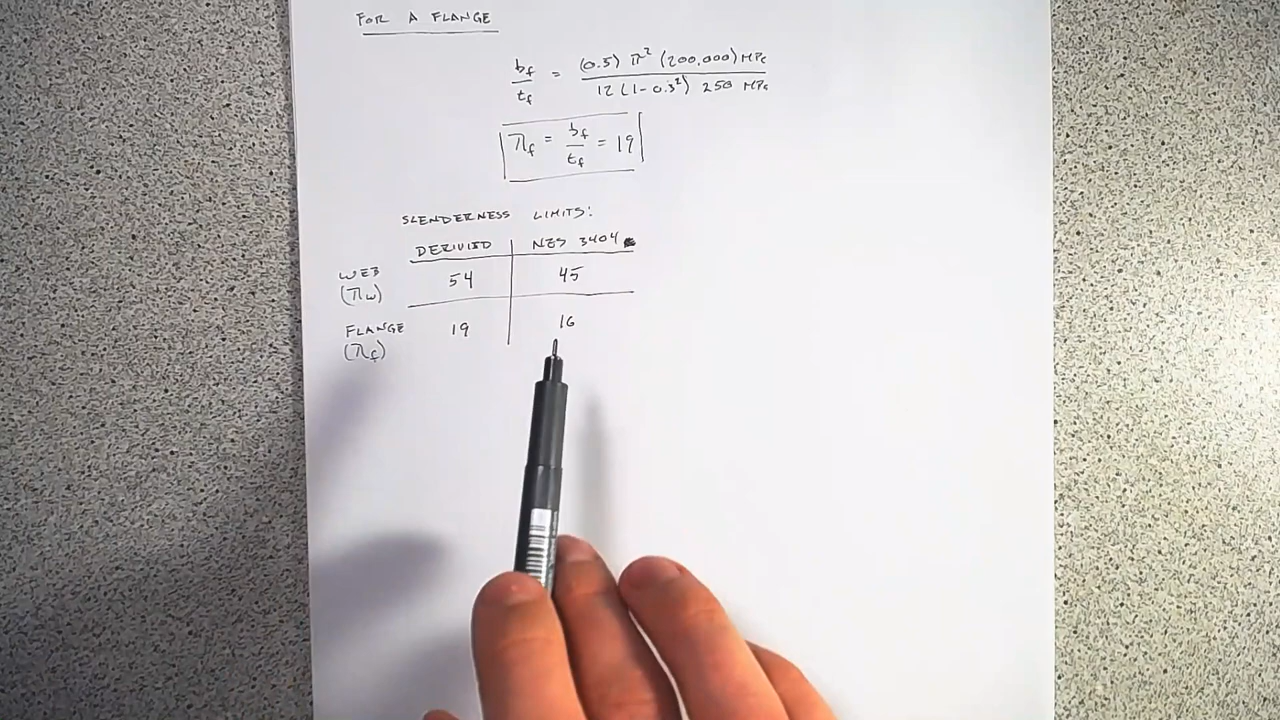 FOR A FLANGE
bf/tf = (0.5) π² (200,000) MPa / 12 (1-0.3²) 250 MPa
λf = bf/tf = 19
SLENDERNESS LIMITS:
DERIVED NZS 3404
WEB (λw) 54 45
FLANGE (λf) 19 16